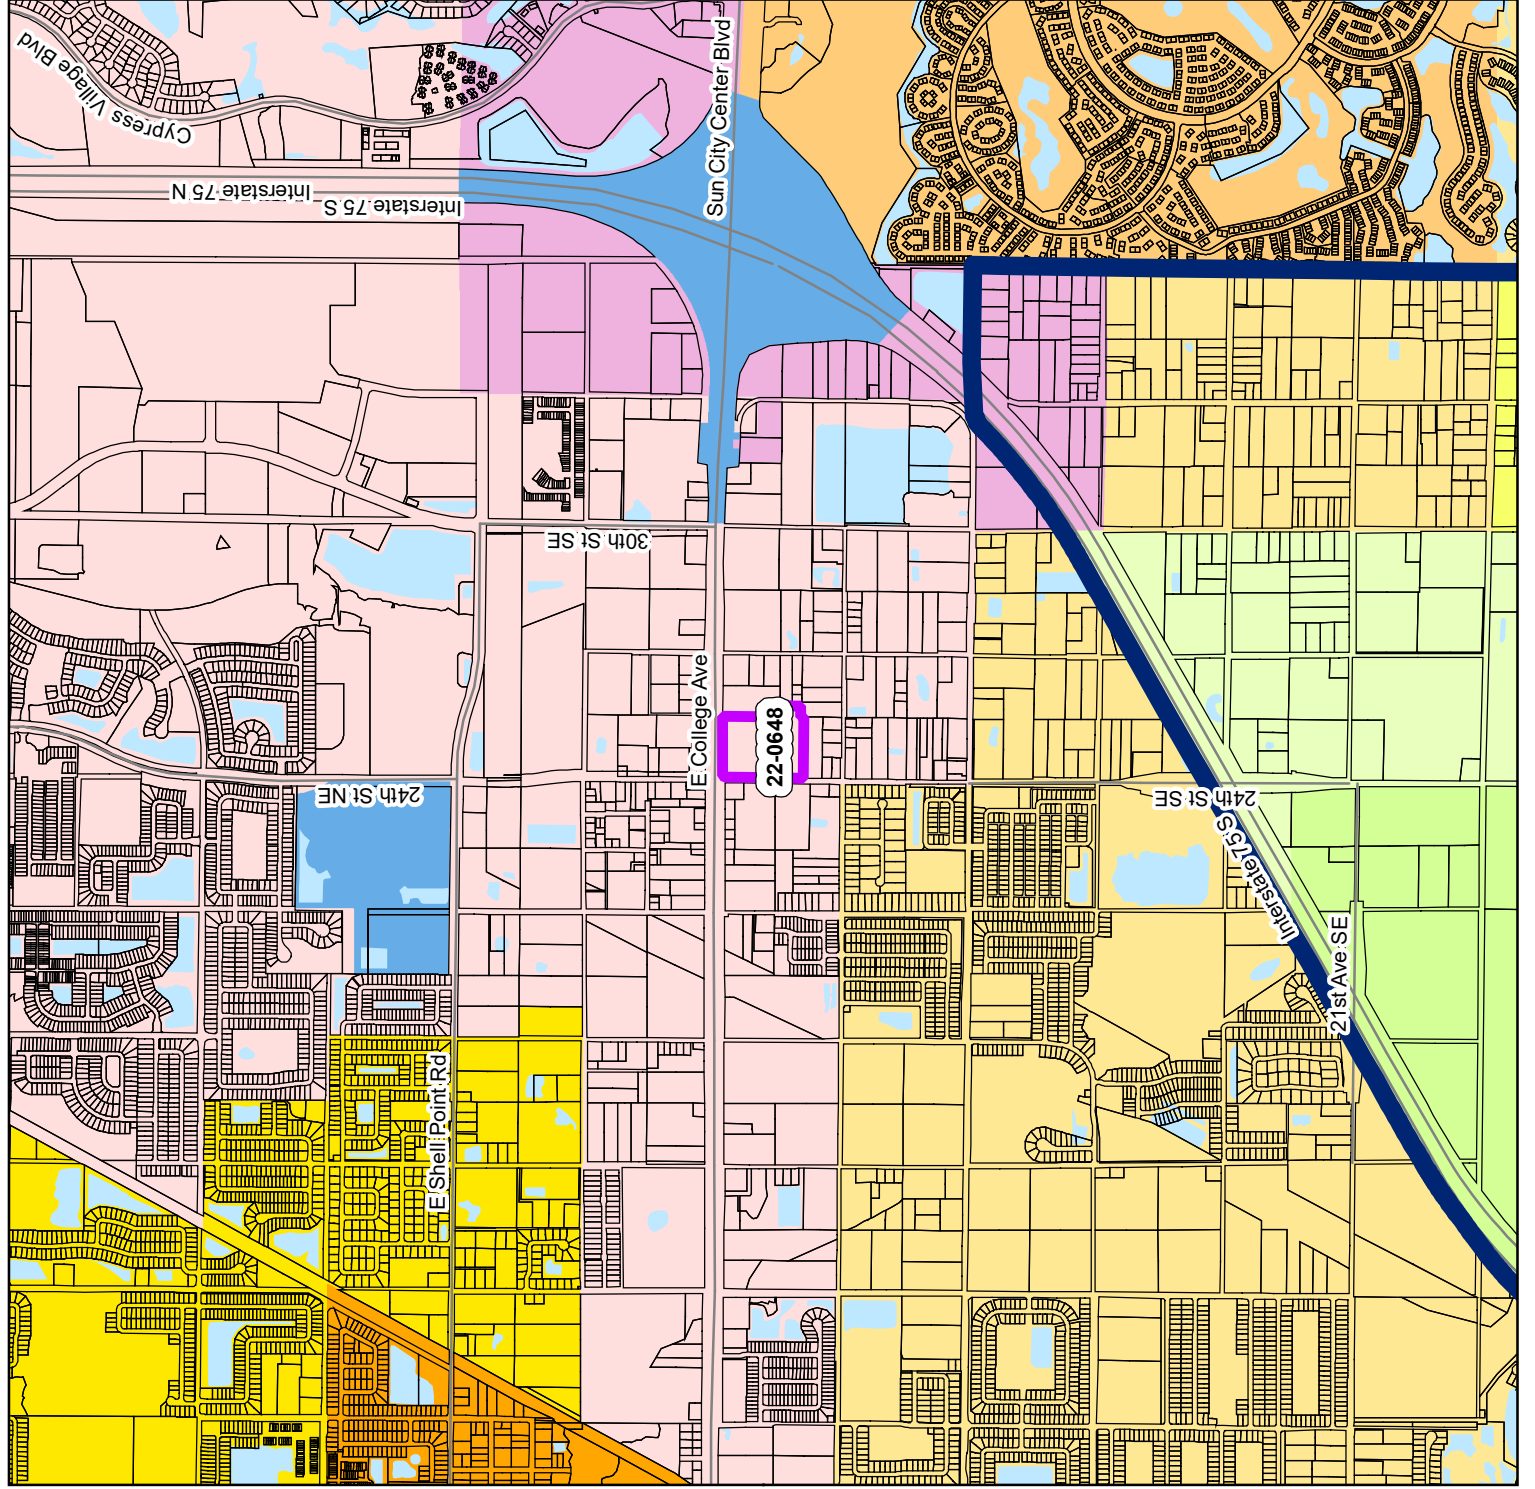 Cypress Village Blvd
Sun City Center Blvd
Interstate 75 N
Interstate 75 S
30th St SE
E College Ave
22-0648
24th St NE
24th St SE
Interstate 75 S
21st Ave SE
E Shell Point Rd